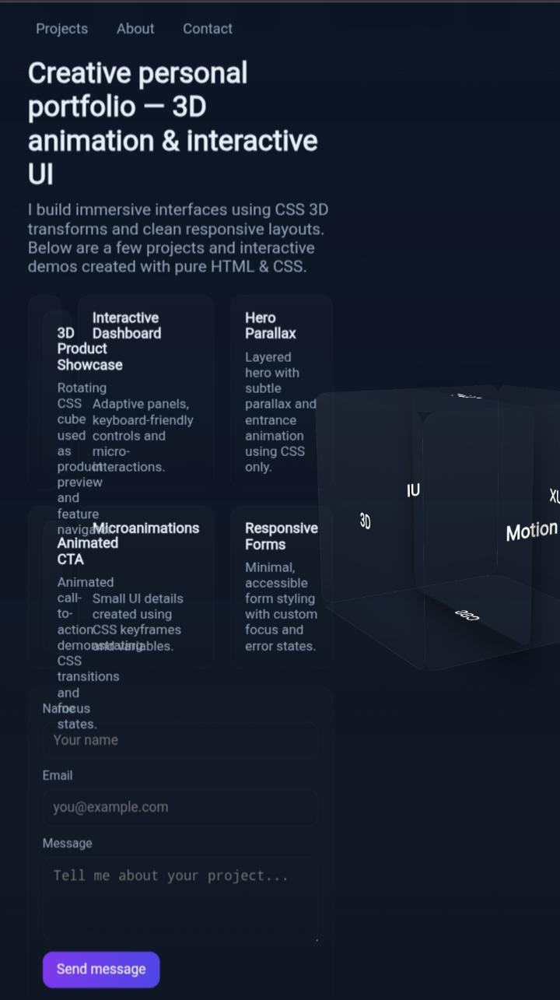 Projects About Contact
Creative personal
portfolio — 3D
animation & interactive
UI
I build immersive interfaces using CSS 3D
transforms and clean responsive layouts.
Below are a few projects and interactive
demos created with pure HTML & CSS.
3D
Product
Showcase
Rotating
CSS
cube
used
as
product
preview
and
feature
Interactive
Dashboard
Adaptive panels,
keyboard-friendly
controls and
micro-
interactions.
Hero
Parallax
Layered
hero with
subtle
parallax and
entrance
animation
using CSS
only.
3D
IU
Motion
CSS
Animated
CTA
Animated
call-
to-
action
demonstrating
CSS
transitions
and
focus
states.
Microanimations
Small UI details
created using
CSS keyframes
and variables.
Responsive
Forms
Minimal,
accessible
form styling
with custom
focus and
error states.
Name
Your name
Email
you@example.com
Message
Tell me about your project...
Send message